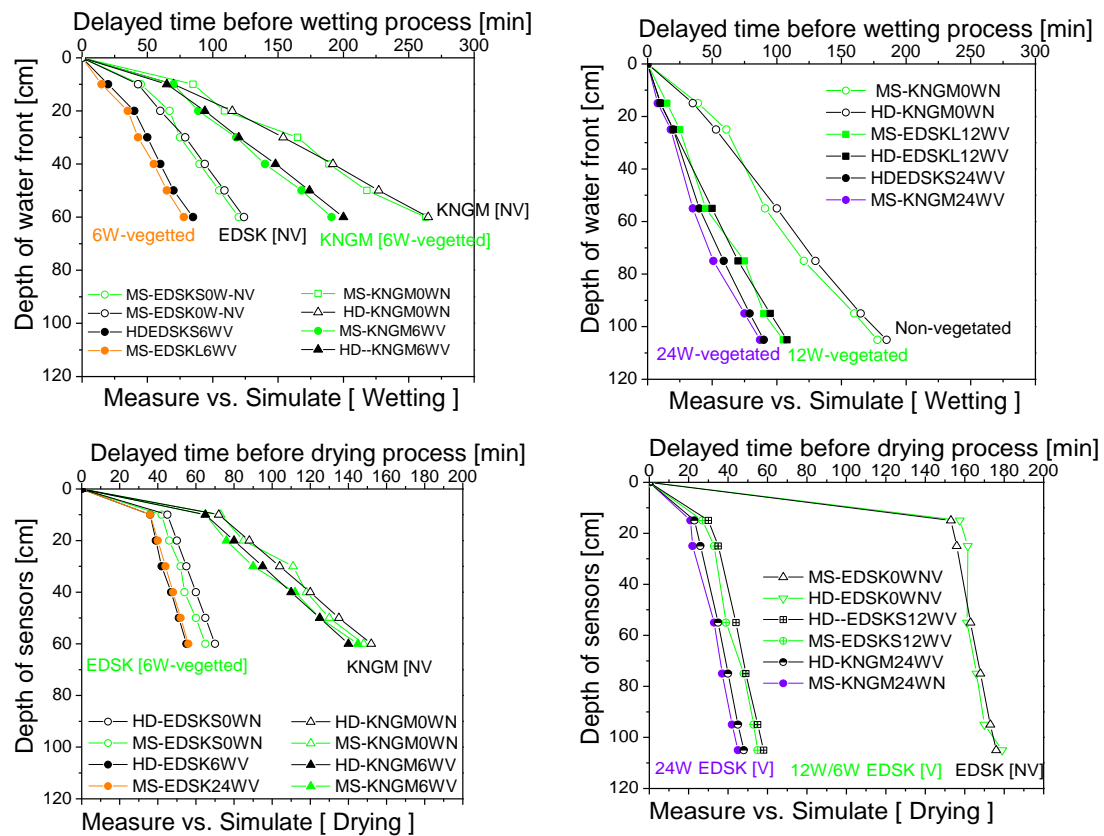 Delayed time before wetting process [min]
0 50 100 150 200 250 300
Depth of water front [cm]
0
20
40
60
80
100
120
KNGM [NV]
6W-vegetted
EDSK [NV]
KNGM [6W-vegetted]
MS-EDSKS0W-NV
MS-EDSK0W-NV
HDEDSKS6WV
MS-EDSKL6WV
MS-KNGM0WN
HD-KNGM0WN
MS-KNGM6WV
HD--KNGM6WV
Measure vs. Simulate [ Wetting ]
Delayed time before wetting process [min]
0 50 100 150 200 250 300
Depth of water front [cm]
0
20
40
60
80
100
120
MS-KNGM0WN
HD-KNGM0WN
MS-EDSKL12WV
HD-EDSKL12WV
HDEDSKS24WV
MS-KNGM24WV
Non-vegetated
24W-vegetated
12W-vegetated
Measure vs. Simulate [ Wetting ]
Delayed time before drying process [min]
0 20 40 60 80 100 120 140 160 180 200
Depth of sensors [cm]
0
20
40
60
80
100
120
EDSK [6W-vegetted]
KNGM [NV
HD-EDSKS0WN
MS-EDSKS0WN
HD-EDSK6WV
MS-EDSK24WV
HD-KNGM0WN
MS-KNGM0WN
HD-KNGM6WV
MS-KNGM6WV
Measure vs. Simulate [ Drying ]
Delayed time before drying process [min]
0 20 40 60 80 100 120 140 160 180 200
Depth of sensors [cm]
0
20
40
60
80
100
120
MS-EDSK0WNV
HD-EDSK0WNV
HD--EDSKS12WV
MS-EDSKS12WV
HD-KNGM24WV
MS-KNGM24WN
24W EDSK [V]
12W/6W EDSK [V]
EDSK [NV]
Measure vs. Simulate [ Drying ]